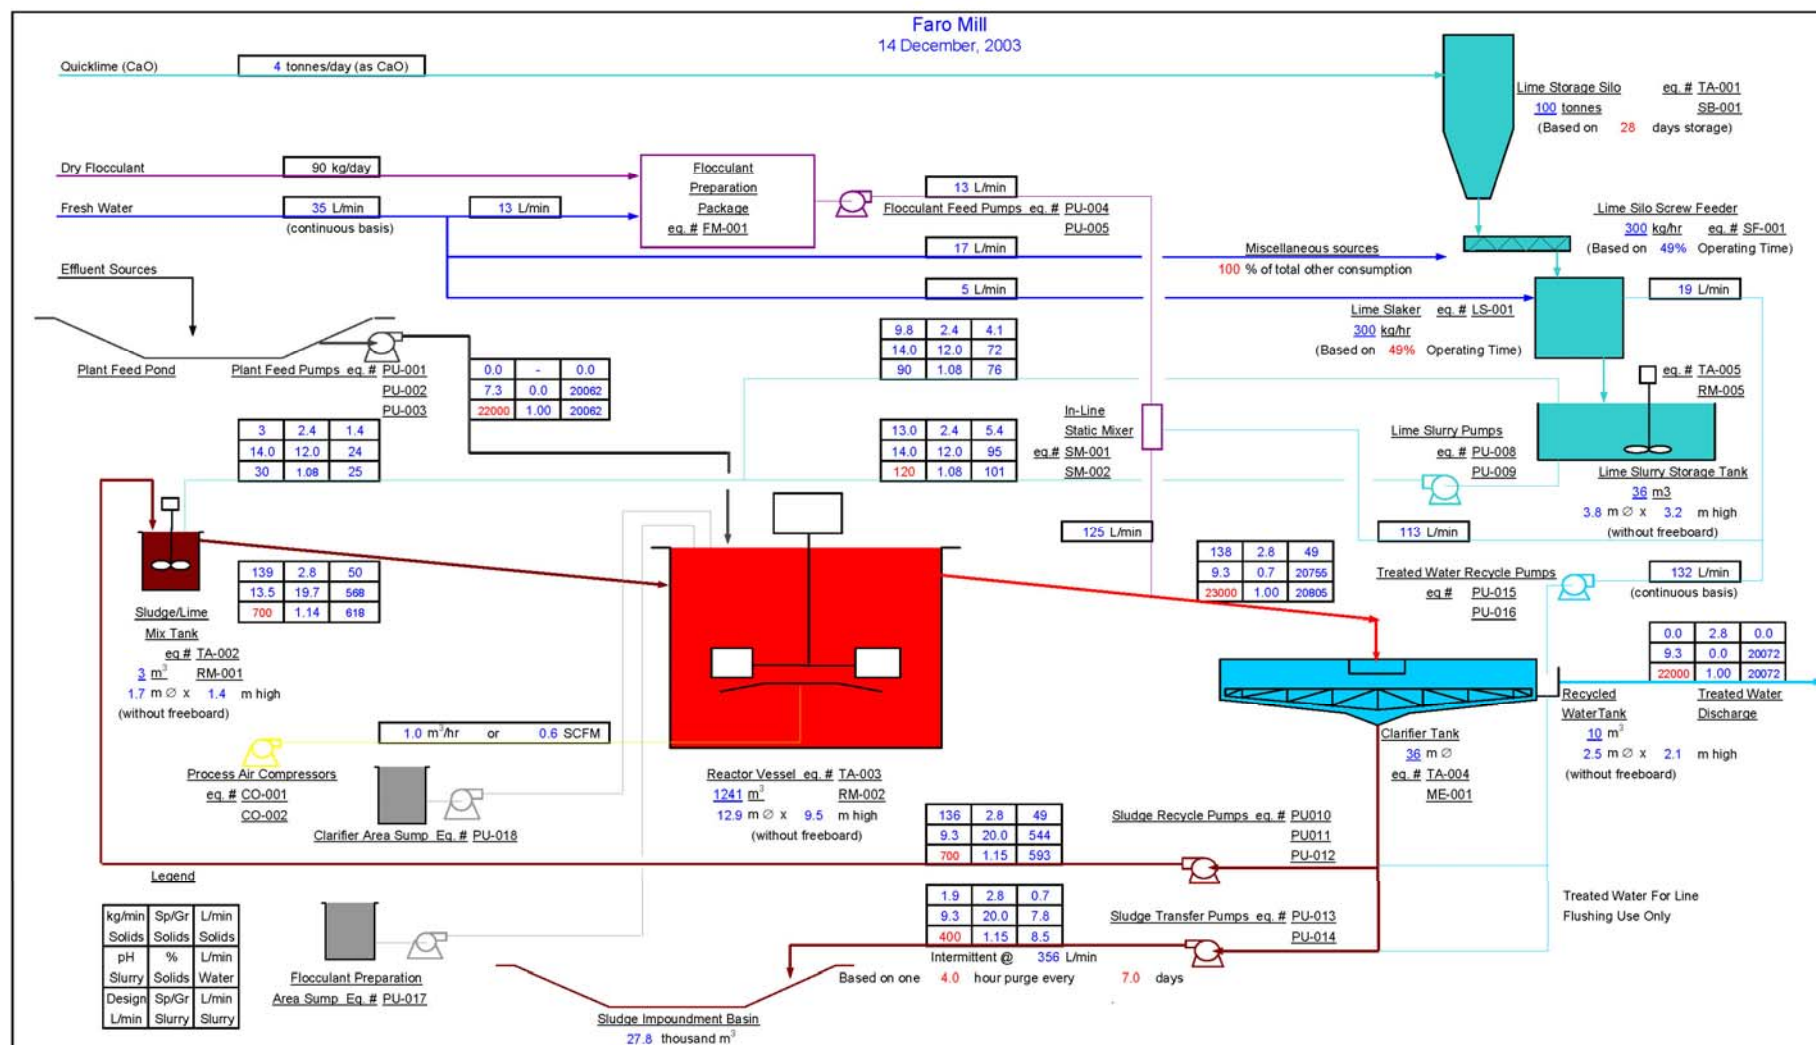 Faro Mill
14 December, 2003
Quicklime (CaO)
4 tonnes/day (as CaO)
Lime Storage Silo eq. # TA-001
100 tonnes SB-001
(Based on 28 days storage)
Dry Flocculant
90 kg/day
Flocculant
Preparation
Package
eq. # FM-001
13 L/min
Flocculant Feed Pumps eq. # PU-004
PU-005
Fresh Water
35 L/min
(continuous basis)
13 L/min
Lime Silo Screw Feeder
300 kg/hr eq. # SF-001
(Based on 49% Operating Time)
17 L/min
Miscellaneous sources
100 % of total other consumption
Effluent Sources
5 L/min
19 L/min
Lime Slaker eq. # LS-001
300 kg/hr
(Based on 49% Operating Time)
Plant Feed Pond
Plant Feed Pumps eq. # PU-001
PU-002
PU-003
0.0 - 0.0
7.3 0.0 20062
22000 1.00 20062
9.8 2.4 4.1
14.0 12.0 72
90 1.08 76
eq. # TA-005
RM-005
3 2.4 1.4
14.0 12.0 24
30 1.08 25
13.0 2.4 5.4
14.0 12.0 95
120 1.08 101
In-Line
Static Mixer
eq.# SM-001
SM-002
Lime Slurry Pumps
eq. # PU-008
PU-009
Lime Slurry Storage Tank
36 m3
3.8 m Ø x 3.2 m high
(without freeboard)
125 L/min
113 L/min
138 2.8 49
9.3 0.7 20755
23000 1.00 20805
Treated Water Recycle Pumps
eq # PU-015
PU-016
132 L/min
(continuous basis)
139 2.8 50
13.5 19.7 568
700 1.14 618
Sludge/Lime
Mix Tank
eq.# TA-002
3 m³ RM-001
1.7 m Ø x 1.4 m high
(without freeboard)
0.0 2.8 0.0
9.3 0.0 20072
22000 1.00 20072
Recycled
WaterTank
10 m³
2.5 m Ø x 2.1 m high
(without freeboard)
Treated Water
Discharge
1.0 m³/hr or 0.6 SCFM
Process Air Compressors
eq. # CO-001
CO-002
Clarifier Area Sump Eq. # PU-018
Reactor Vessel eq. # TA-003
1241 m³ RM-002
12.9 m Ø x 9.5 m high
(without freeboard)
Clarifier Tank
36 m Ø
eq. # TA-004
ME-001
136 2.8 49
9.3 20.0 544
700 1.15 593
Sludge Recycle Pumps eq. # PU010
PU011
PU-012
Legend
kg/min Sp/Gr L/min
Solids Solids Solids
pH % L/min
Slurry Solids Water
Design Sp/Gr L/min
L/min Slurry Slurry
1.9 2.8 0.7
9.3 20.0 7.8
400 1.15 8.5
Sludge Transfer Pumps eq. # PU-013
PU-014
Treated Water For Line
Flushing Use Only
Intermittent @ 356 L/min
Based on one 4.0 hour purge every 7.0 days
Flocculant Preparation
Area Sump Eq. # PU-017
Sludge Impoundment Basin
27.8 thousand m³